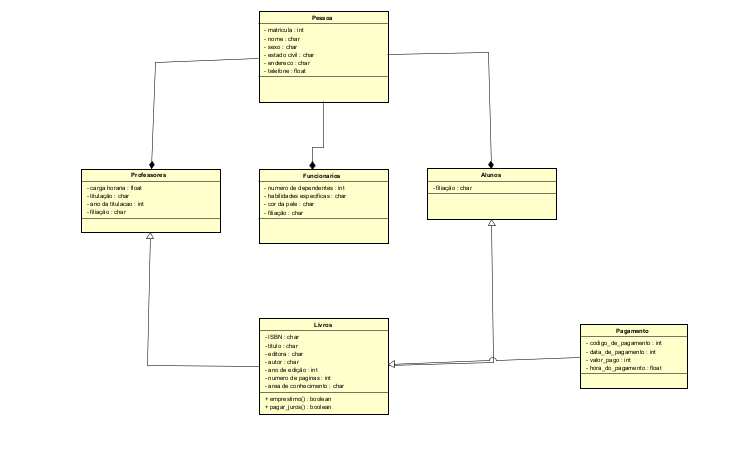 Pessoa
- matricula : int
- nome : char
- sexo : char
- estado civil : char
- endereco : char
- telefone : float
Professores
- carga horaria : float
- titulação : char
- ano da titulacao : int
- filiação : char
Funcionarios
- numero de dependentes : int
- habilidades especificas : char
- cor da pele : char
- filiação : char
Alunos
- filiação : char
Livros
- ISBN : char
- titulo : char
- editora : char
- autor : char
- ano de edição : int
- numero de paginas : int
- area de conhecimento : char
+ emprestimo() : boolean
+ pagar_juros() : boolean
Pagamento
- codigo_de_pagamento : int
- data_de_pagamento : int
- valor_pago : int
- hora_do_pagamento : float